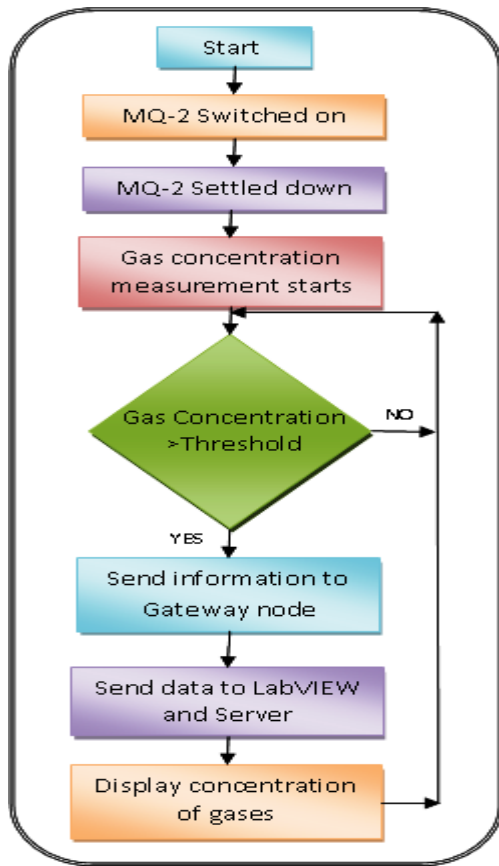 Start
MQ-2 Switched on
MQ-2 Settled down
Gas concentration
measurement starts
Gas Concentration
>Threshold
NO
YES
Send information to
Gateway node
Send data to LabVIEW
and Server
Display concentration
of gases